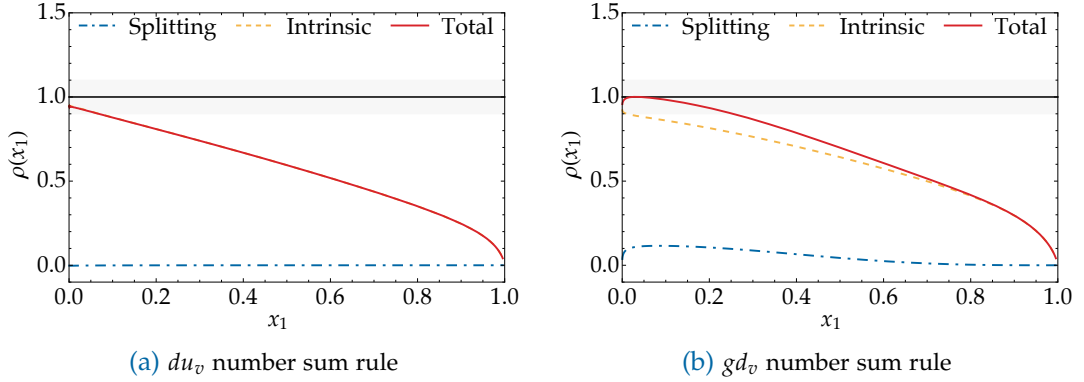 Splitting Intrinsic Total
1.5
1.0
0.5
0.0
ρ(x₁)
0.0 0.2 0.4 0.6 0.8 1.0
x₁
(a) duᵥ number sum rule
Splitting Intrinsic Total
1.5
1.0
0.5
0.0
ρ(x₁)
0.0 0.2 0.4 0.6 0.8 1.0
x₁
(b) gdᵥ number sum rule